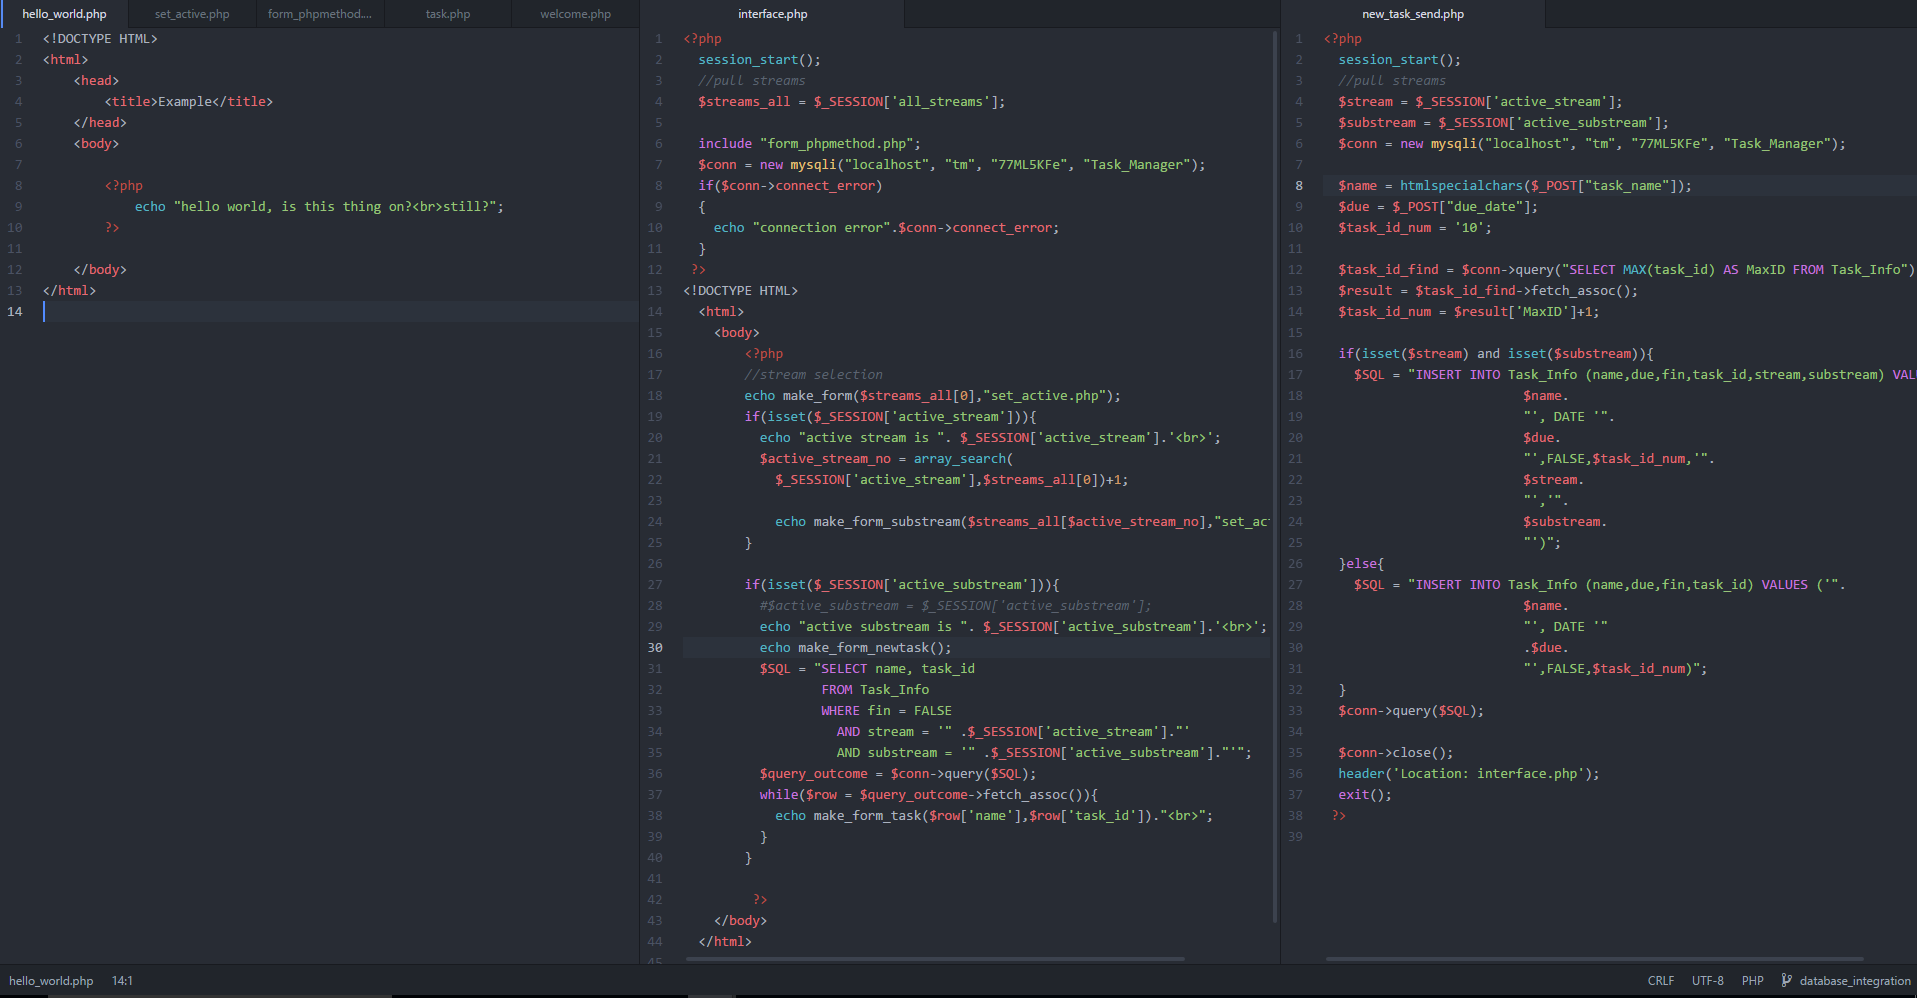 hello_world.php
set_active.php
form_phpmethod....
task.php
welcome.php
1 <!DOCTYPE HTML>
2 <html>
3 <head>
4 <title>Example</title>
5 </head>
6 <body>
7
8 <?php
9 echo "hello world, is this thing on?<br>still?";
10 ?>
11
12 </body>
13 </html>
14
interface.php
1 <?php
2 session_start();
3 //pull streams
4 $streams_all = $_SESSION['all_streams'];
5
6 include "form_phpmethod.php";
7 $conn = new mysqli("localhost", "tm", "77ML5KFe", "Task_Manager");
8 if($conn->connect_error)
9 {
10 echo "connection error".$conn->connect_error;
11 }
12 ?>
13 <!DOCTYPE HTML>
14 <html>
15 <body>
16 <?php
17 //stream selection
18 echo make_form($streams_all[0],"set_active.php");
19 if(isset($_SESSION['active_stream'])){
20 echo "active stream is ". $_SESSION['active_stream'].'<br>';
21 $active_stream_no = array_search(
22 $_SESSION['active_stream'],$streams_all[0])+1;
23
24 echo make_form_substream($streams_all[$active_stream_no],"set_act
25 }
26
27 if(isset($_SESSION['active_substream'])){
28 #$active_substream = $_SESSION['active_substream'];
29 echo "active substream is ". $_SESSION['active_substream'].'<br>';
30 echo make_form_newtask();
31 $SQL = "SELECT name, task_id
32 FROM Task_Info
33 WHERE fin = FALSE
34 AND stream = '" .$_SESSION['active_stream']."'
35 AND substream = '" .$_SESSION['active_substream']."'";
36 $query_outcome = $conn->query($SQL);
37 while($row = $query_outcome->fetch_assoc()){
38 echo make_form_task($row['name'],$row['task_id'])."<br>";
39 }
40 }
41
42 ?>
43 </body>
44 </html>
45
new_task_send.php
1 <?php
2 session_start();
3 //pull streams
4 $stream = $_SESSION['active_stream'];
5 $substream = $_SESSION['active_substream'];
6 $conn = new mysqli("localhost", "tm", "77ML5KFe", "Task_Manager");
7
8 $name = htmlspecialchars($_POST["task_name"]);
9 $due = $_POST["due_date"];
10 $task_id_num = '10';
11
12 $task_id_find = $conn->query("SELECT MAX(task_id) AS MaxID FROM Task_Info")
13 $result = $task_id_find->fetch_assoc();
14 $task_id_num = $result['MaxID']+1;
15
16 if(isset($stream) and isset($substream)){
17 $SQL = "INSERT INTO Task_Info (name,due,fin,task_id,stream,substream) VALU
18 $name.
19 "', DATE '".
20 $due.
21 "',FALSE,$task_id_num,'".
22 $stream.
23 "','".
24 $substream.
25 "')";
26 }else{
27 $SQL = "INSERT INTO Task_Info (name,due,fin,task_id) VALUES ('".
28 $name.
29 "', DATE '"
30 .$due.
31 "',FALSE,$task_id_num)";
32 }
33 $conn->query($SQL);
34
35 $conn->close();
36 header('Location: interface.php');
37 exit();
38 ?>
39
hello_world.php 14:1
CRLF UTF-8 PHP database_integration